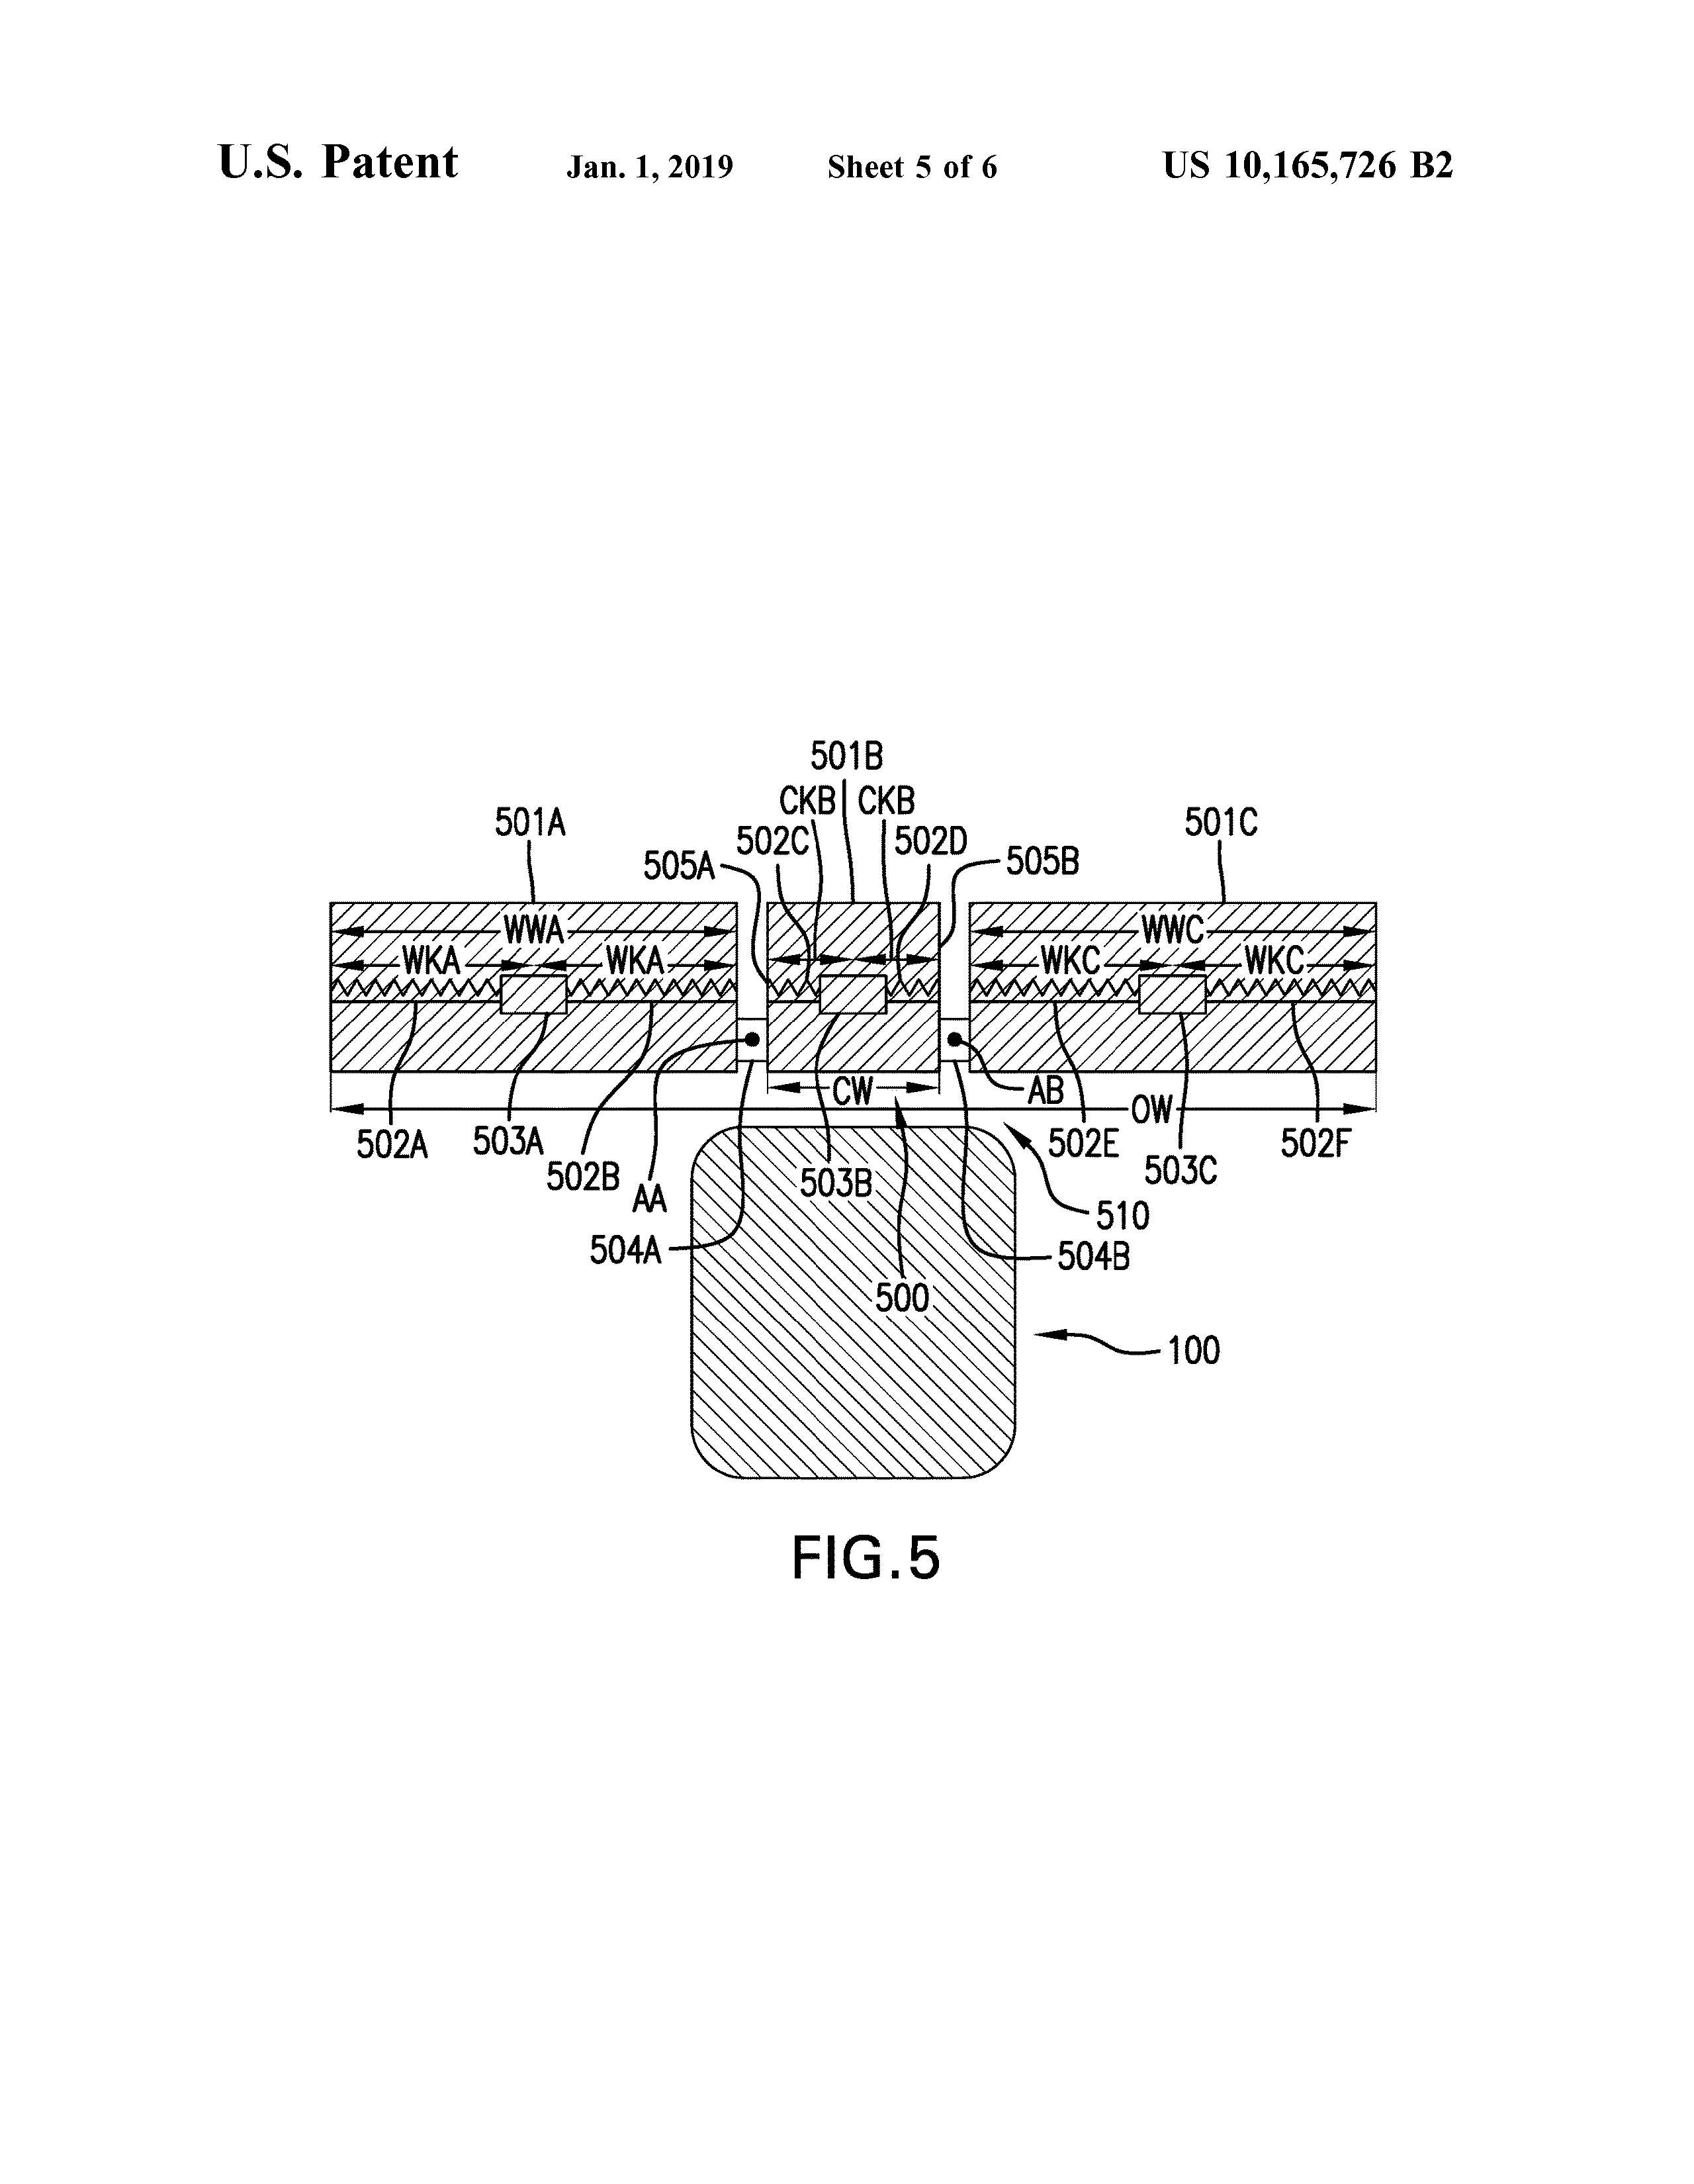 U.S. Patent Jan. 1, 2019 Sheet 5 of 6 US 10,165,726 B2
501B
CKB CKB
501A 502C 502D 501C
505A 505B
WWA WWC
WKA WKA WKC WKC
CW AB
OW
502A 503A 502E 502F
502B 503B 503C
AA 510
504A 504B
500
100
FIG.5